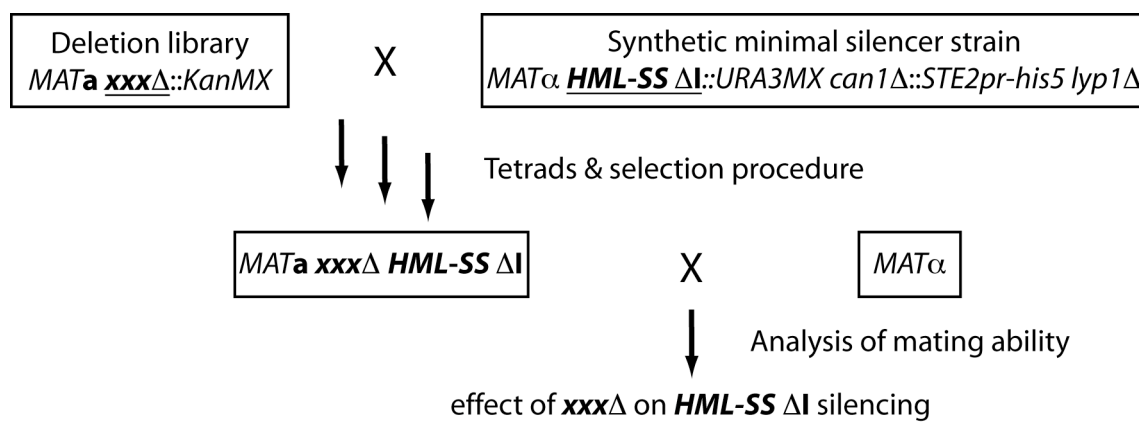 Deletion library
MATa xxxΔ::KanMX
X
Synthetic minimal silencer strain
MATα HML-SS ΔI::URA3MX can1Δ::STE2pr-his5 lyp1Δ
Tetrads & selection procedure
MATa xxxΔ HML-SS ΔI
X
MATα
Analysis of mating ability
effect of xxxΔ on HML-SS ΔI silencing